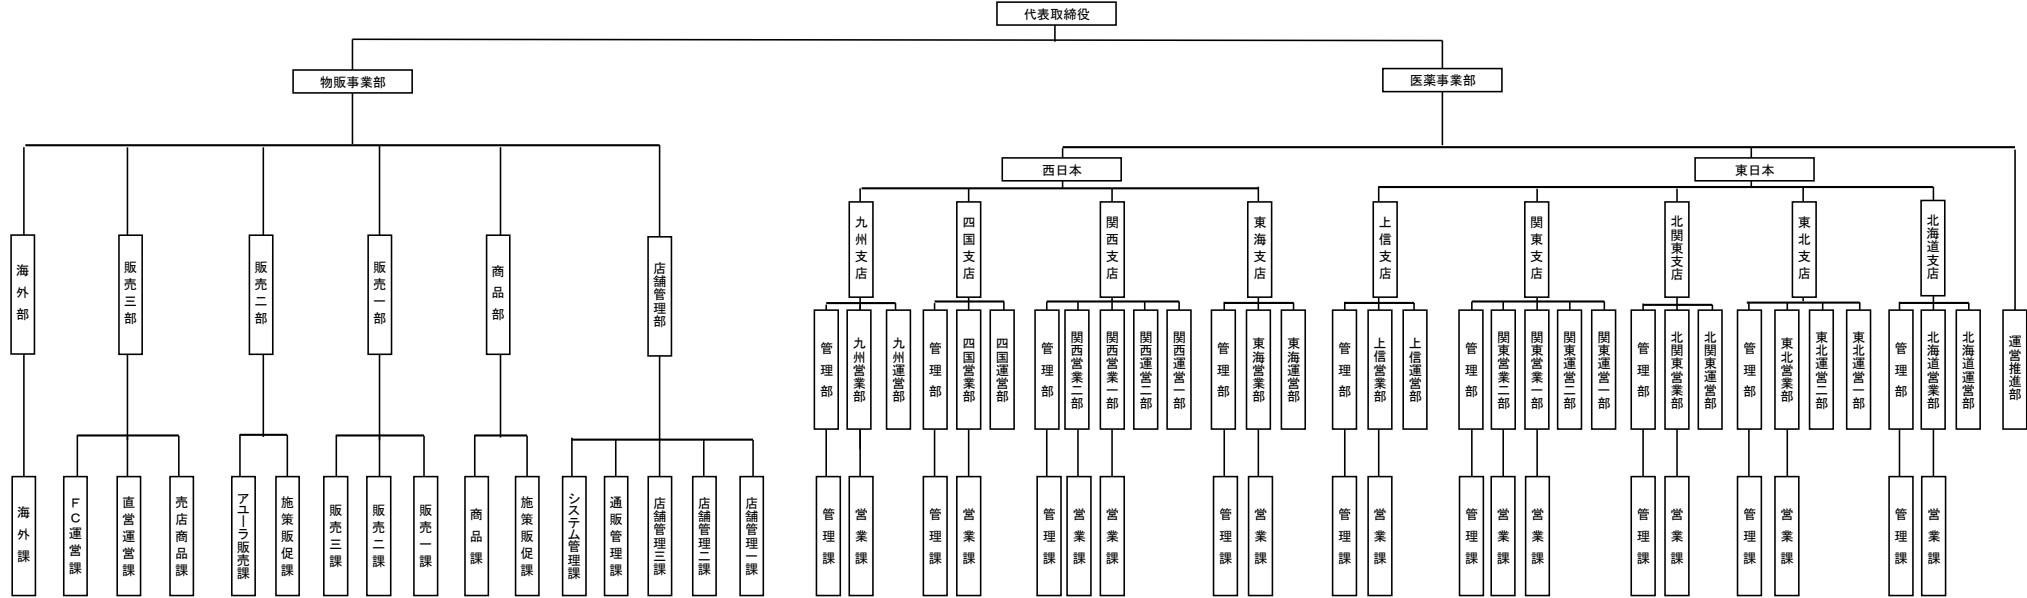 代表取締役
物販事業部
医薬事業部
西日本
東日本
海外部
販売三部
販売二部
販売一部
商品部
店舗管理部
九州支店
四国支店
関西支店
東海支店
上信支店
関東支店
北関東支店
東北支店
北海道支店
管理部
九州営業部
九州運営部
管理部
四国営業部
四国運営部
管理部
関西営業二部
関西営業一部
関西運営二部
関西運営一部
管理部
東海営業部
東海運営部
管理部
上信営業部
上信運営部
管理部
関東営業二部
関東営業一部
関東運営二部
関東運営一部
管理部
北関東営業部
北関東運営部
管理部
東北営業部
東北運営二部
東北運営一部
管理部
北海道営業部
北海道運営部
運営推進部
海外課
FC運営課
直営運営課
売店商品課
アユーラ販売課
施策販促課
販売三課
販売二課
販売一課
商品課
施策販促課
システム管理課
通販管理課
店舗管理三課
店舗管理二課
店舗管理一課
管理課
営業課
管理課
営業課
管理課
営業課
営業課
管理課
営業課
管理課
営業課
管理課
営業課
営業課
管理課
営業課
管理課
営業課
管理課
営業課